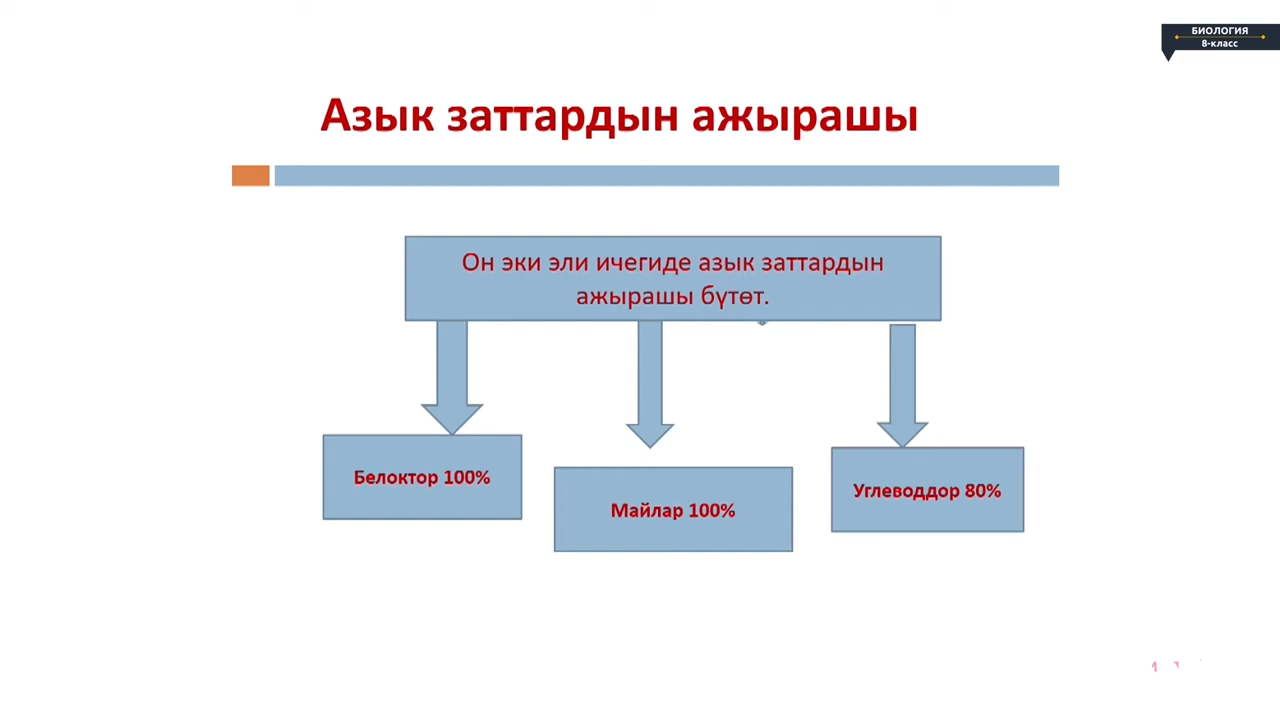 БИОЛОГИЯ
8-класс
Азык заттардын ажырашы
Он эки эли ичегиде азык заттардын
ажырашы бүтөт.
Белоктор 100%
Майлар 100%
Углеводдор 80%